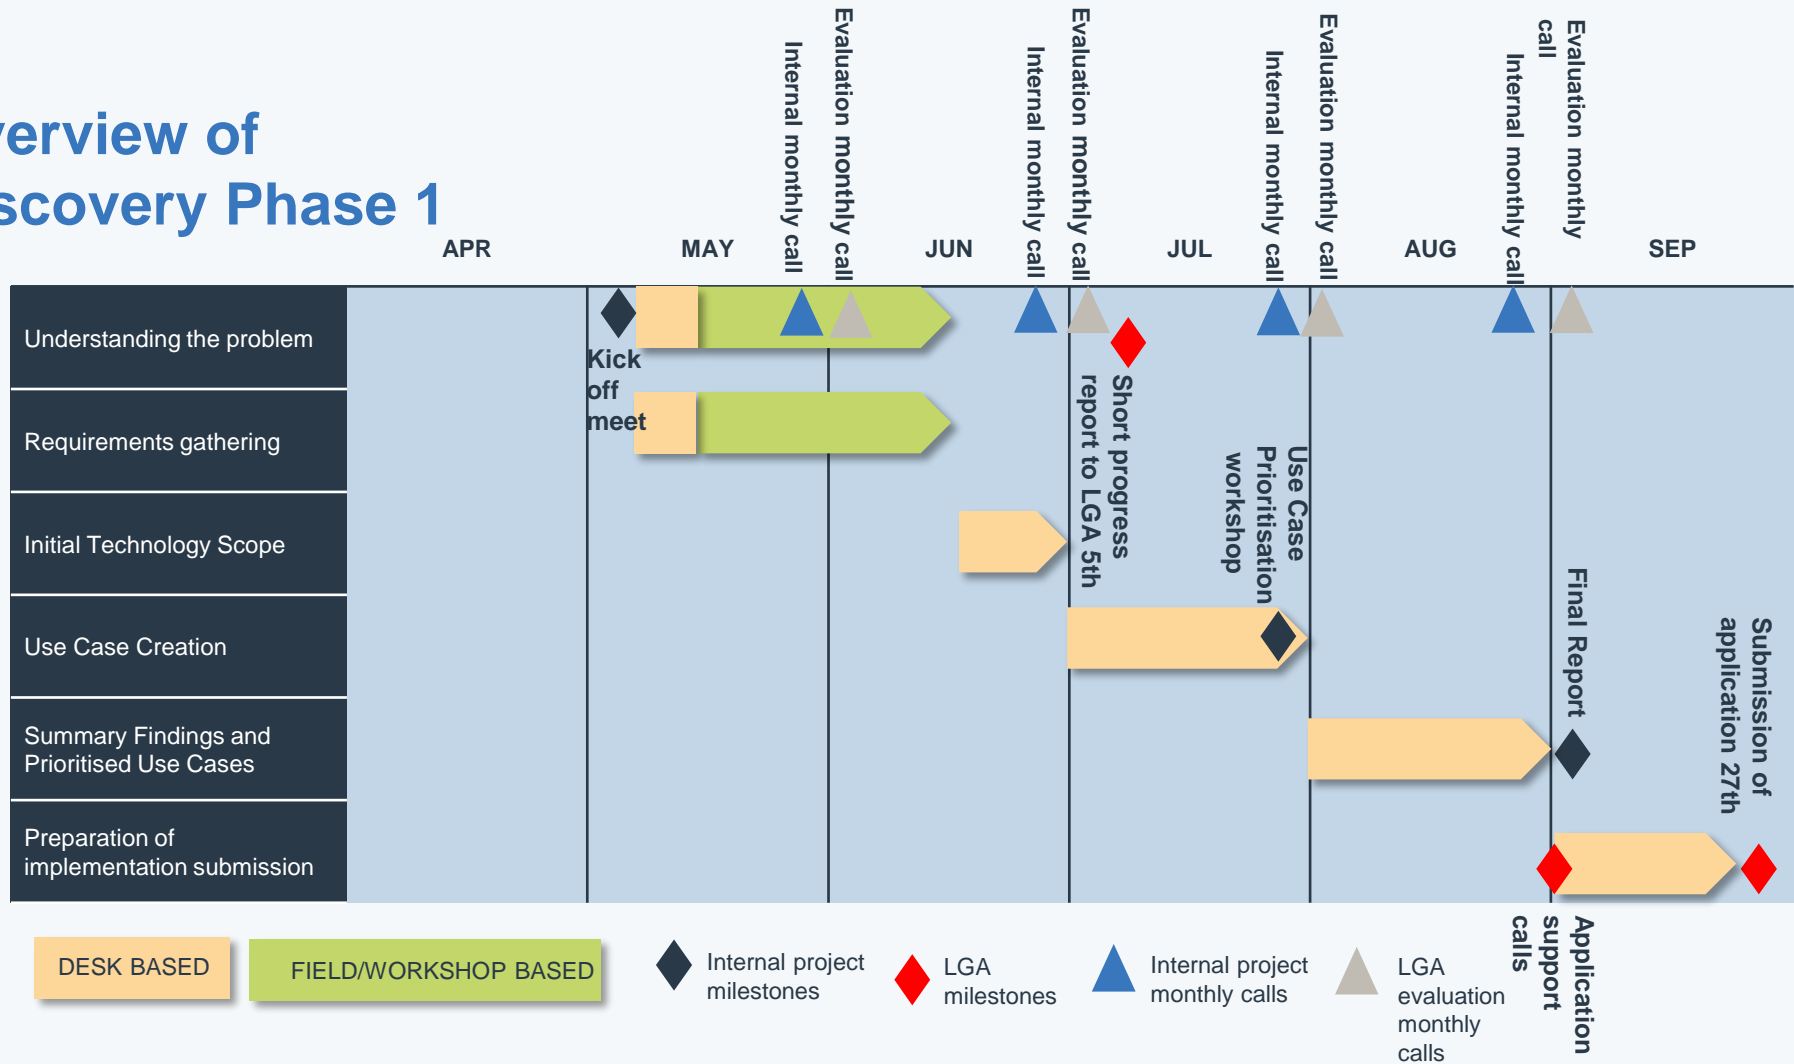 verview of
scovery Phase 1
Internal monthly call
Evaluation monthly call
Internal monthly call
Evaluation monthly call
Internal monthly call
Evaluation monthly call
Internal monthly call
Evaluation monthly
call
APR
MAY
JUN
JUL
AUG
SEP
Understanding the problem
Kick
off
meet
Short progress
report to LGA 5th
Requirements gathering
Use Case
Prioritisation
workshop
Initial Technology Scope
Use Case Creation
Final Report
Submission of
application 27th
Summary Findings and
Prioritised Use Cases
Preparation of
implementation submission
Application
support
calls
DESK BASED
FIELD/WORKSHOP BASED
Internal project
milestones
LGA
milestones
Internal project
monthly calls
LGA
evaluation
monthly
calls